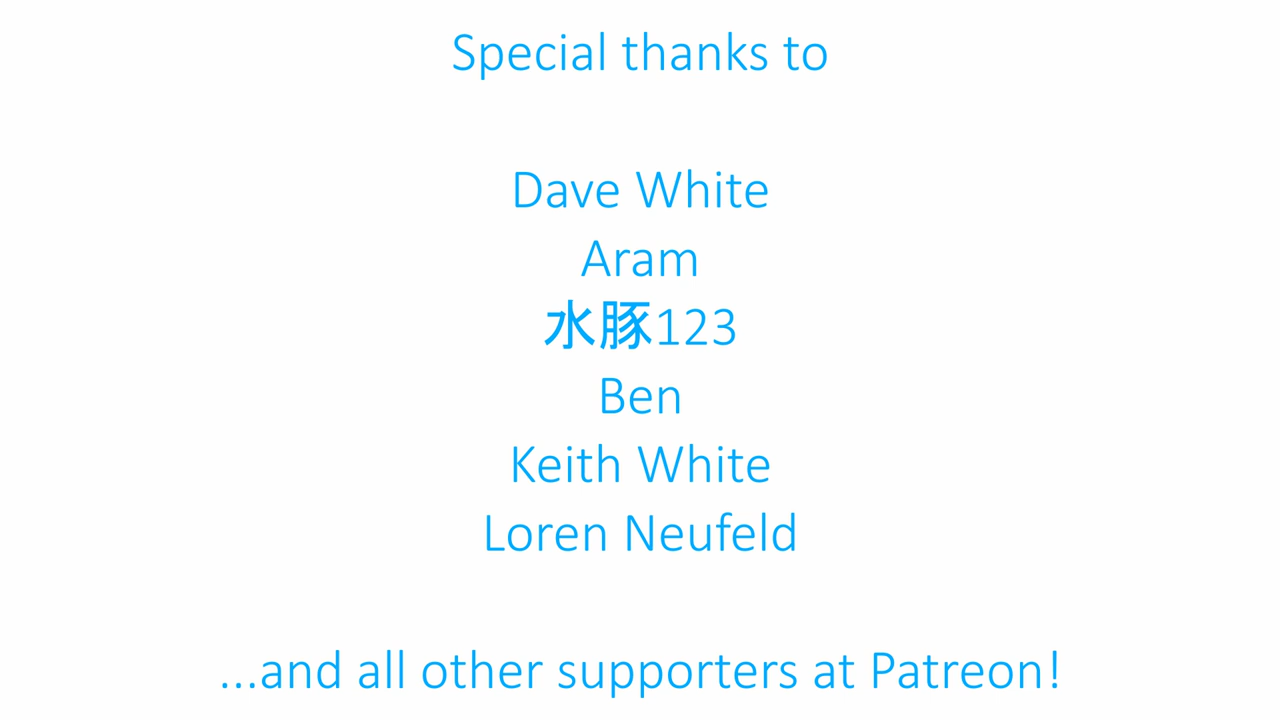 Special thanks to
Dave White
Aram
水豚123
Ben
Keith White
Loren Neufeld
...and all other supporters at Patreon!